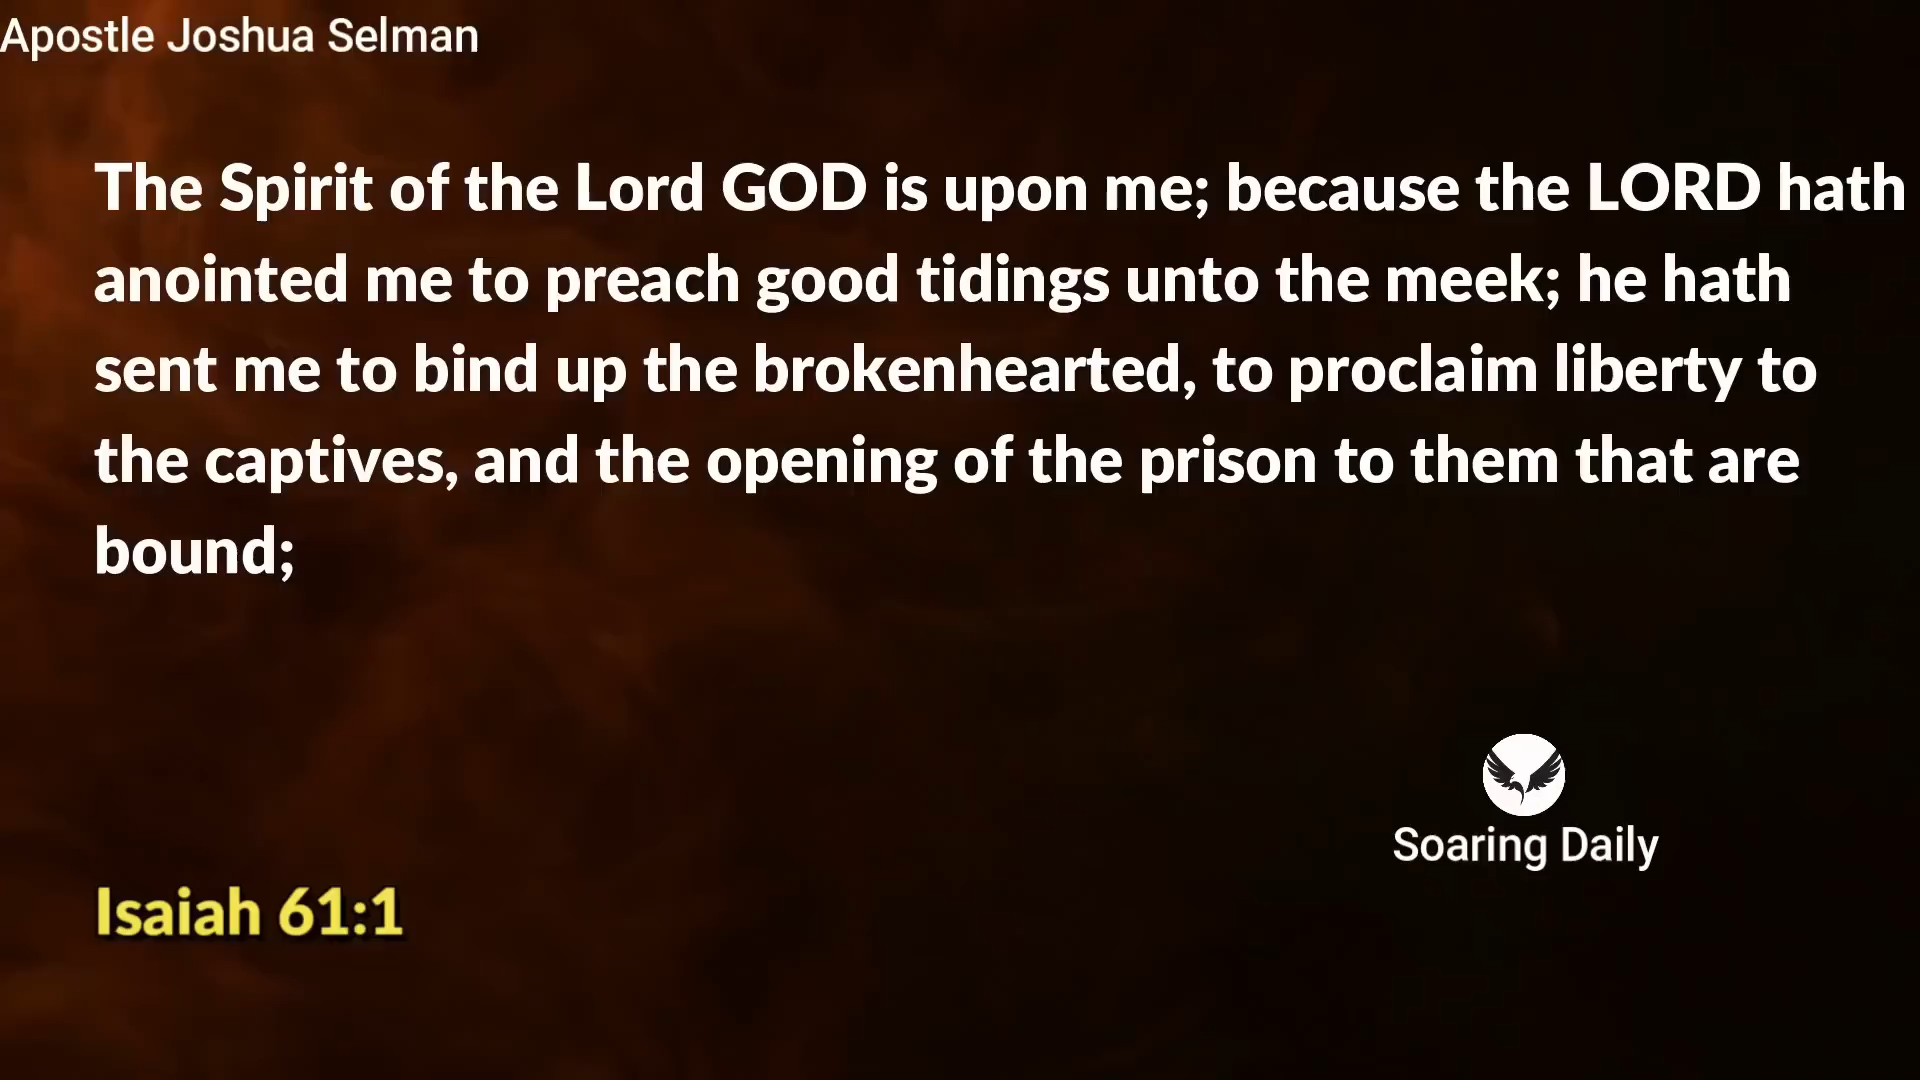 Apostle Joshua Selman
The Spirit of the Lord GOD is upon me; because the LORD hath
anointed me to preach good tidings unto the meek; he hath
sent me to bind up the brokenhearted, to proclaim liberty to
the captives, and the opening of the prison to them that are
bound;
Soaring Daily
Isaiah 61:1